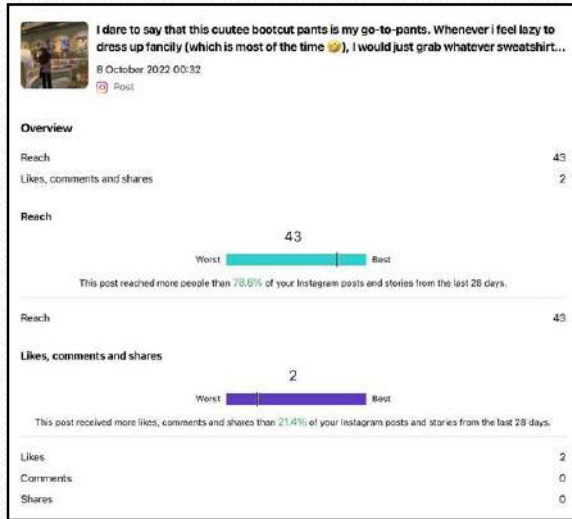 I dare to say that this cuutee bootcut pants is my go-to-pants. Whenever i feel lazy to
dress up fancily (which is most of the time 🤣), I would just grab whatever sweatshirt...
8 October 2022 00:32
Post
Overview
Reach 43
Likes, comments and shares 2
Reach
43
Worst Best
This post reached more people than 78.6% of your Instagram posts and stories from the last 28 days.
Reach 43
Likes, comments and shares
2
Worst Best
This post received more likes, comments and shares than 21.4% of your Instagram posts and stories from the last 28 days.
Likes 2
Comments 0
Shares 0